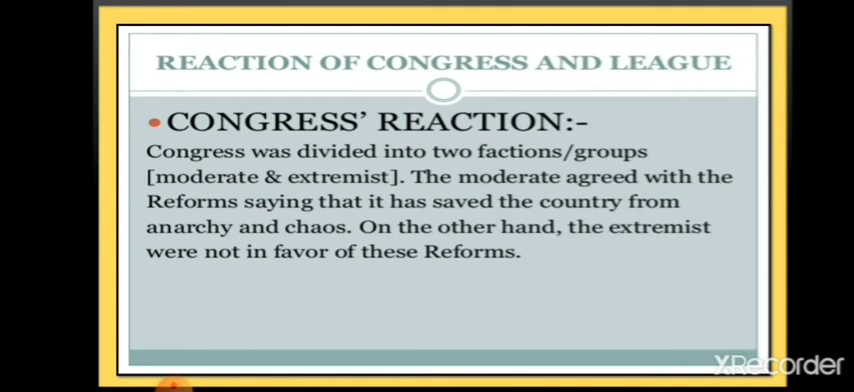 REACTION OF CONGRESS AND LEAGUE
• CONGRESS’ REACTION:-
Congress was divided into two factions/groups
[moderate & extremist]. The moderate agreed with the
Reforms saying that it has saved the country from
anarchy and chaos. On the other hand, the extremist
were not in favor of these Reforms.
XRecorder